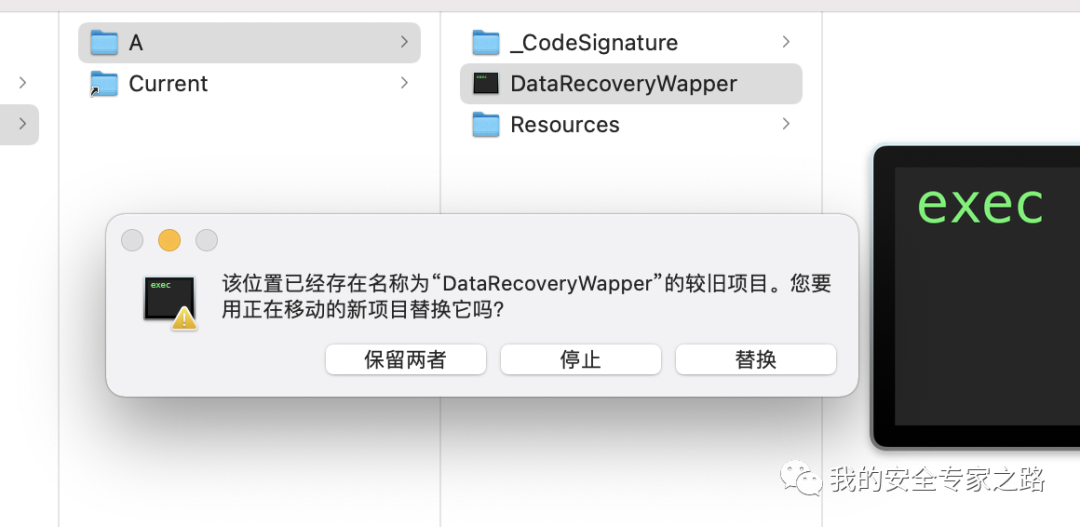 A
Current
_CodeSignature
DataRecoveryWapper
Resources
exec
exec
该位置已经存在名称为“DataRecoveryWapper”的较旧项目。您要
用正在移动的新项目替换它吗?
保留两者
停止
替换
我的安全专家之路